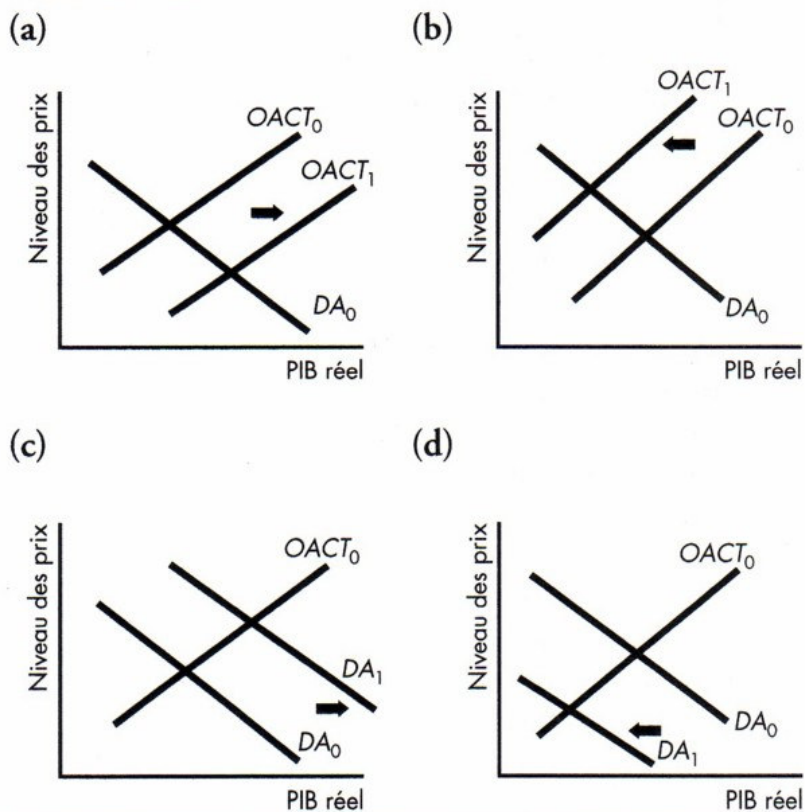 (a)
Niveau des prix
OACT₀
OACT₁
DA₀
PIB réel
(b)
Niveau des prix
OACT₁
OACT₀
DA₀
PIB réel
(c)
Niveau des prix
OACT₀
DA₁
DA₀
PIB réel
(d)
Niveau des prix
OACT₀
DA₀
DA₁
PIB réel